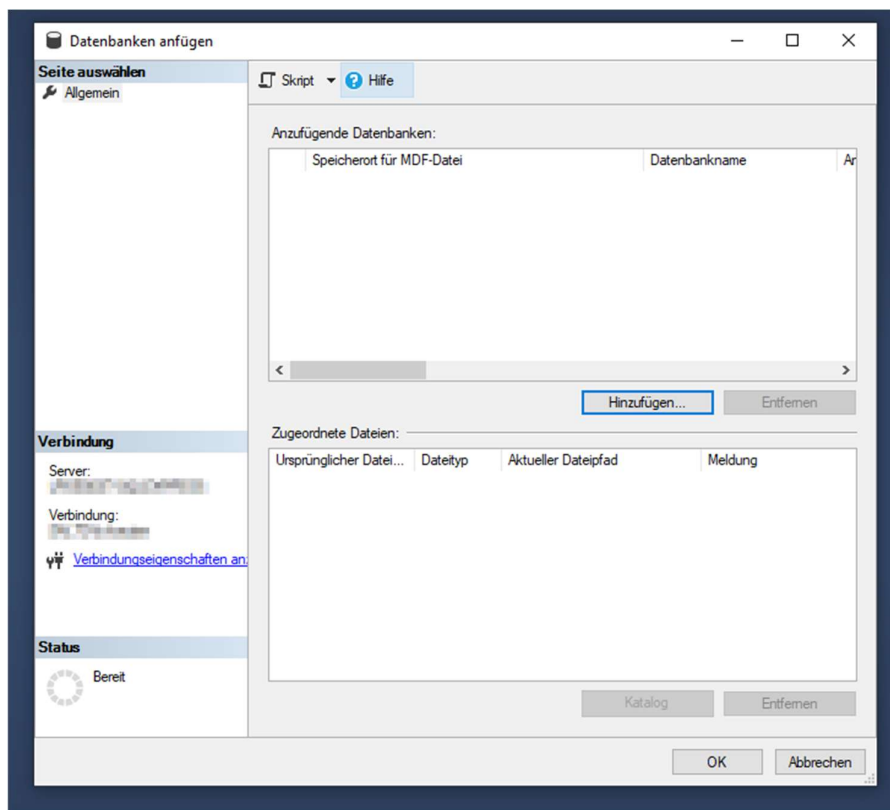 Datenbanken anfügen
Seite auswählen
Allgemein
Skript
Hilfe
Anzufügende Datenbanken:
Speicherort für MDF-Datei Datenbankname An
Hinzufügen... Entfernen
Zugeordnete Dateien:
Ursprünglicher Datei... Dateityp Aktueller Dateipfad Meldung
Verbindung
Server:
Verbindung:
Verbindungseigenschaften an:
Status
Bereit
Katalog Entfernen
OK Abbrechen